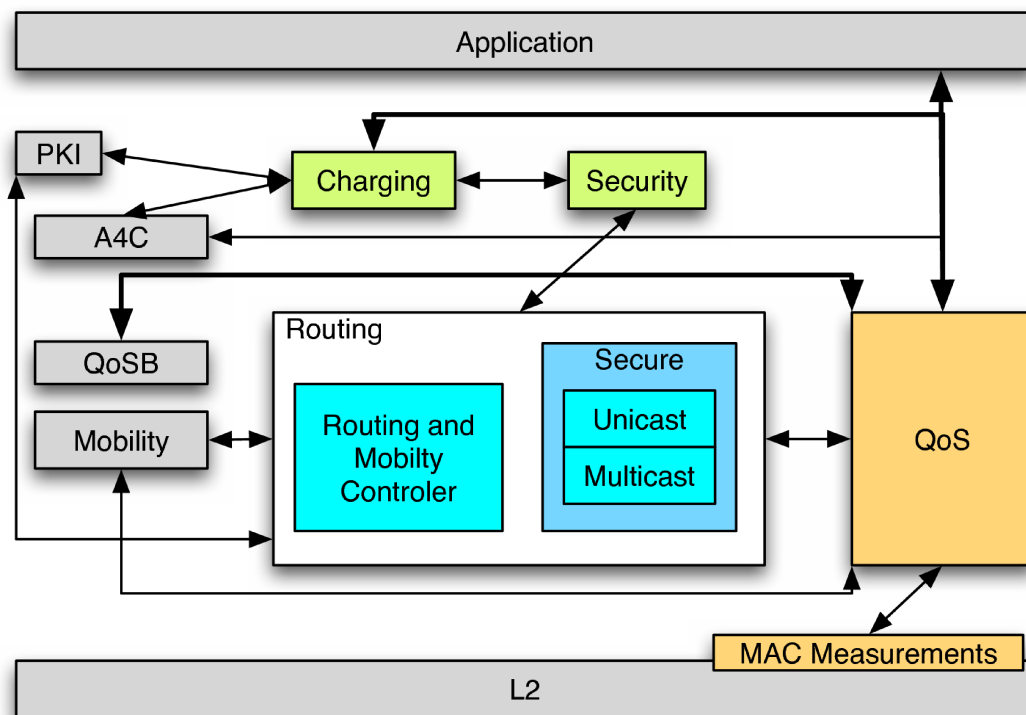 Application
PKI
Charging
Security
A4C
Routing
QoSB
Secure
Mobility
Routing and
Mobilty
Controler
Unicast
Multicast
QoS
MAC Measurements
L2